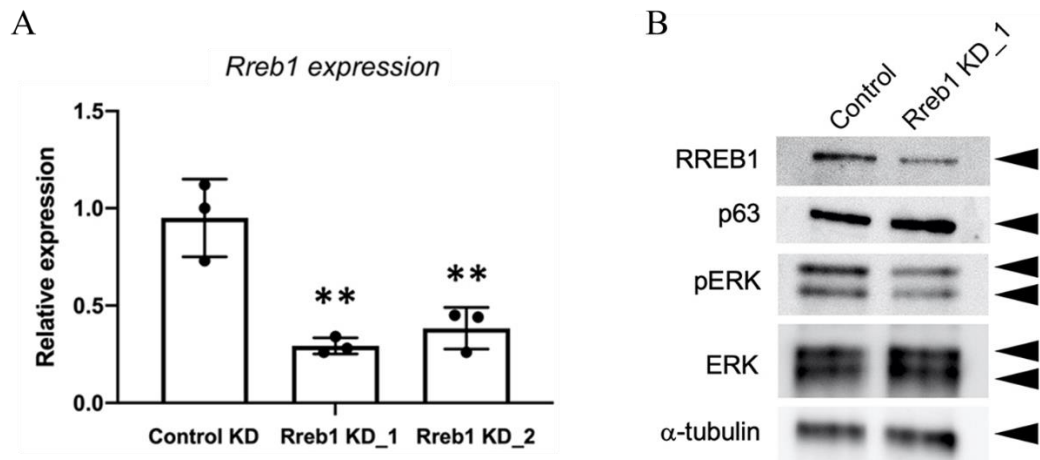 A
Rreb1 expression
Relative expression
1.5
1.0
0.5
0.0
**
**
Control KD
Rreb1 KD_1
Rreb1 KD_2
B
Control
Rreb1 KD_1
RREB1
p63
pERK
ERK
α-tubulin